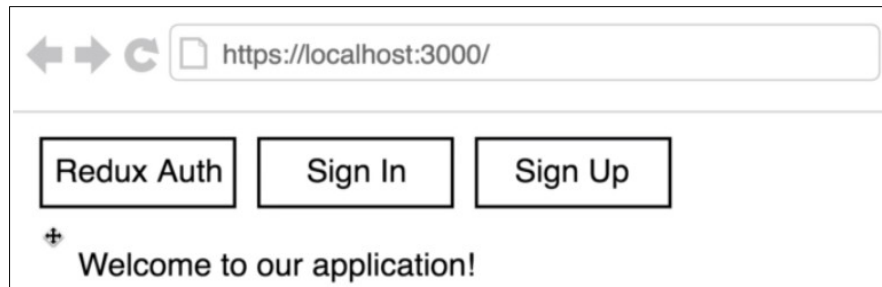 https://localhost:3000/
Redux Auth Sign In Sign Up
Welcome to our application!